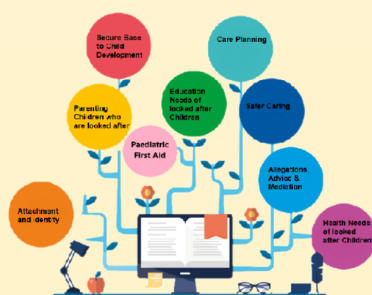 Secure Base
to Child
Development
Care Planning
Parenting
Children who
are looked after
Education
Needs of
looked after
Children
Safer Caring
Paediatric
First Aid
Allegations,
Advice &
Mediation
Attachment
and Identity
Health Needs
of looked
after Children